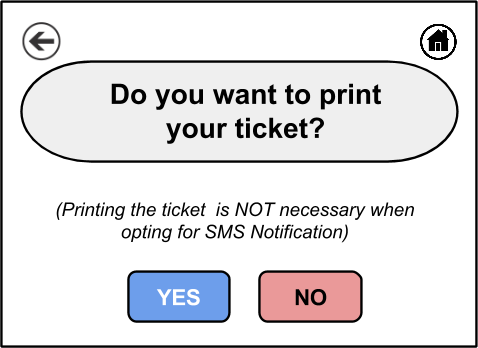 Do you want to print
your ticket?
(Printing the ticket  is NOT necessary when
opting for SMS Notification)
YES NO